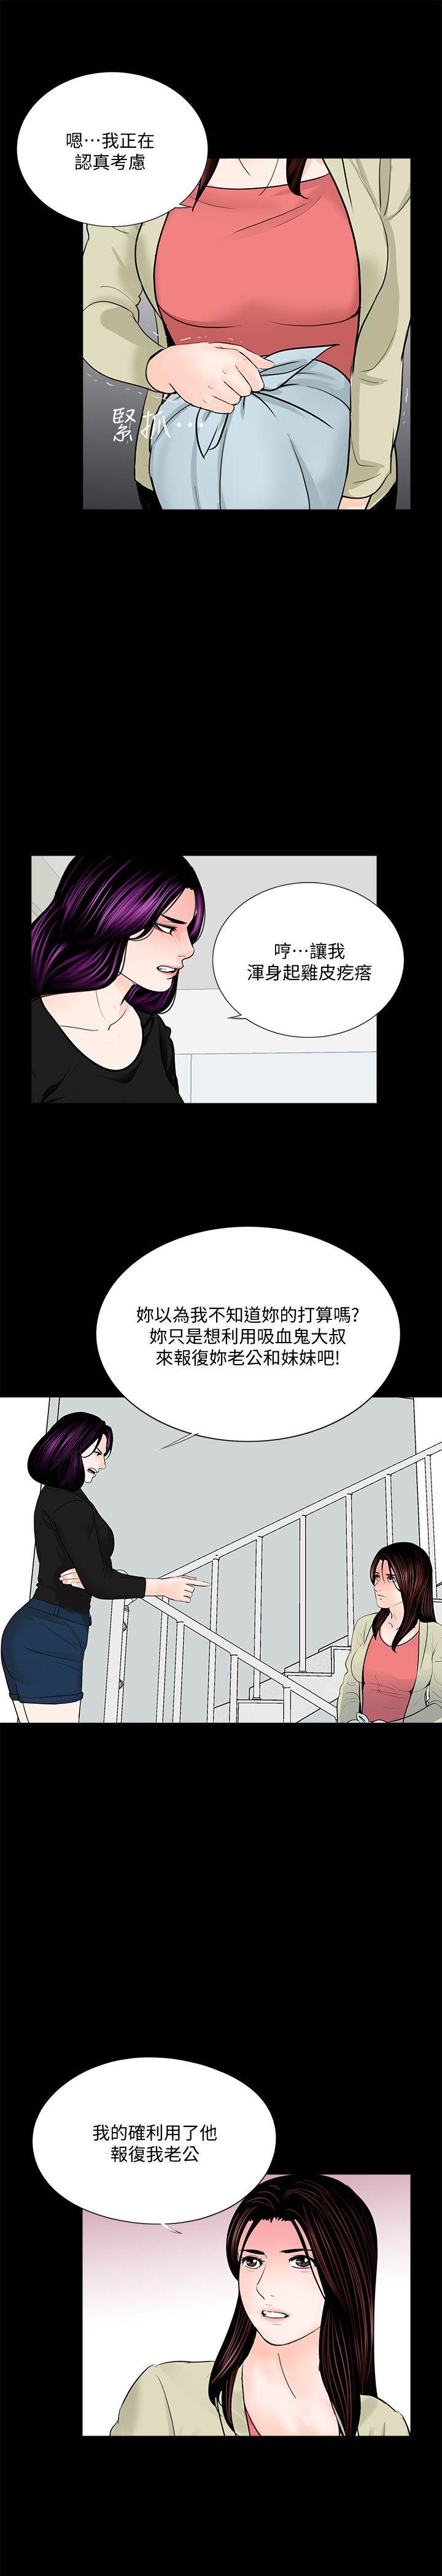 嗯⋯我正在
認真考慮
緊抓⋯
哼⋯讓我
渾身起雞皮疙瘩
妳以為我不知道妳的打算嗎?
妳只是想利用吸血鬼大叔
來報復妳老公和妹妹吧!
我的確利用了他
報復我老公